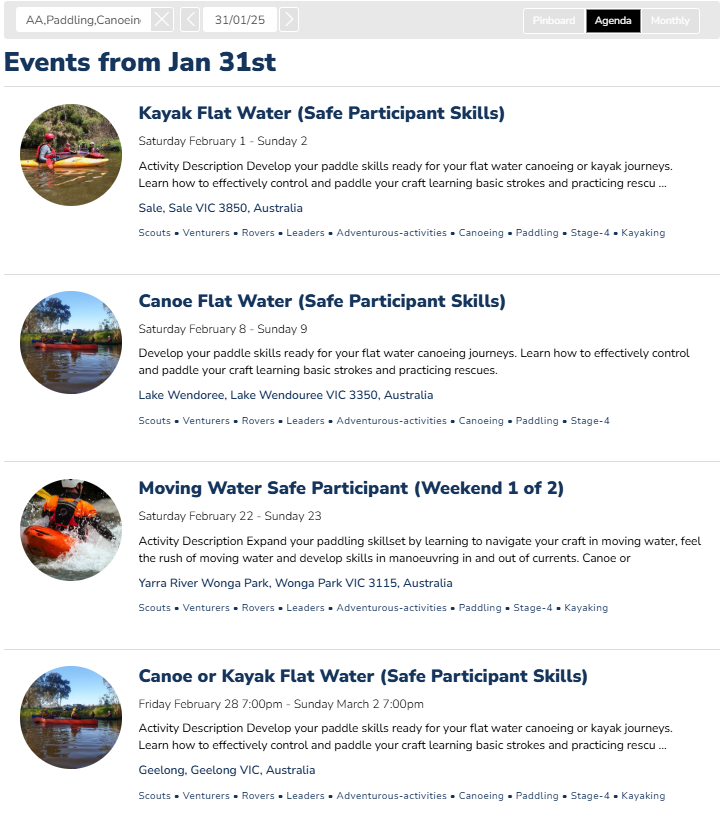 AA,Paddling,Canoein
31/01/25
Pinboard
Agenda
Monthly
Events from Jan 31st
Kayak Flat Water (Safe Participant Skills)
Saturday February 1 - Sunday 2
Activity Description Develop your paddle skills ready for your flat water canoeing or kayak journeys.
Learn how to effectively control and paddle your craft learning basic strokes and practicing rescu ...
Sale, Sale VIC 3850, Australia
Scouts ▪ Venturers ▪ Rovers ▪ Leaders ▪ Adventurous-activities ▪ Canoeing ▪ Paddling ▪ Stage-4 ▪ Kayaking
Canoe Flat Water (Safe Participant Skills)
Saturday February 8 - Sunday 9
Develop your paddle skills ready for your flat water canoeing journeys. Learn how to effectively control
and paddle your craft learning basic strokes and practicing rescues.
Lake Wendoree, Lake Wendouree VIC 3350, Australia
Scouts ▪ Venturers ▪ Rovers ▪ Leaders ▪ Adventurous-activities ▪ Canoeing ▪ Paddling ▪ Stage-4
Moving Water Safe Participant (Weekend 1 of 2)
Saturday February 22 - Sunday 23
Activity Description Expand your paddling skillset by learning to navigate your craft in moving water, feel
the rush of moving water and develop skills in manoeuvring in and out of currents. Canoe or
Yarra River Wonga Park, Wonga Park VIC 3115, Australia
Scouts ▪ Venturers ▪ Rovers ▪ Leaders ▪ Adventurous-activities ▪ Paddling ▪ Stage-4 ▪ Kayaking
Canoe or Kayak Flat Water (Safe Participant Skills)
Friday February 28 7:00pm - Sunday March 2 7:00pm
Activity Description Develop your paddle skills ready for your flat water canoeing or kayak journeys.
Learn how to effectively control and paddle your craft learning basic strokes and practicing rescu ...
Geelong, Geelong VIC, Australia
Scouts ▪ Venturers ▪ Rovers ▪ Leaders ▪ Adventurous-activities ▪ Canoeing ▪ Paddling ▪ Stage-4 ▪ Kayaking